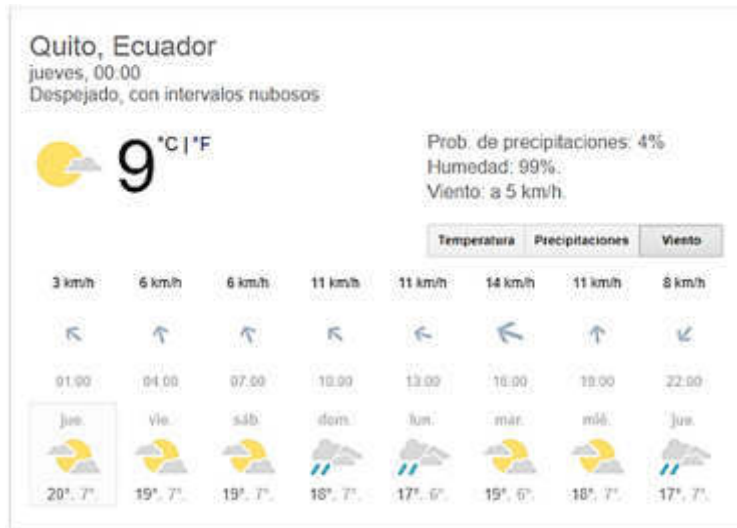 Quito, Ecuador
jueves, 00:00
Despejado, con intervalos nubosos
9 °C | °F
Prob. de precipitaciones: 4%
Humedad: 99%.
Viento: a 5 km/h.
Temperatura Precipitaciones Viento
3 km/h 6 km/h 6 km/h 11 km/h 11 km/h 14 km/h 11 km/h 8 km/h
01:00 04:00 07:00 10:00 13:00 16:00 19:00 22:00
jue. vie. sáb. dom. lun. mar. mié. jue.
20°. 7°. 19°. 7°. 19°. 7°. 18°. 7°. 17°. 6°. 19°. 6°. 18°. 7°. 17°. 7°.